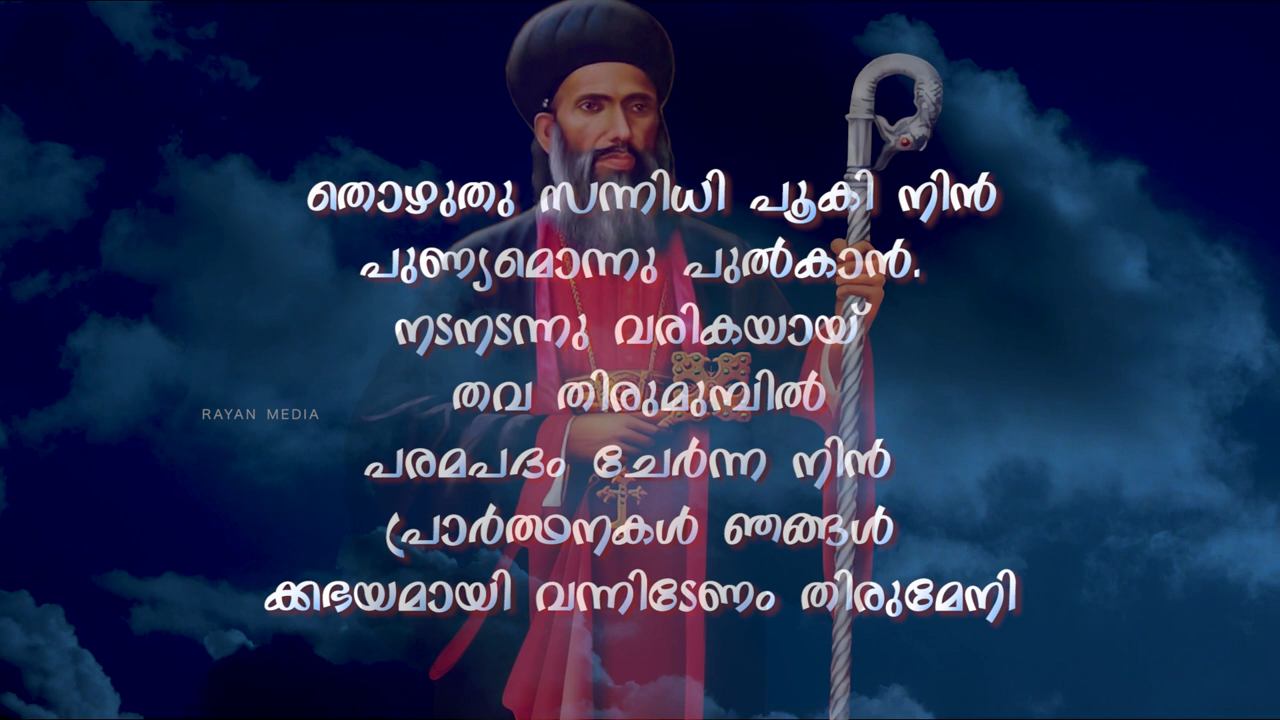 തൊഴുതു സന്നിധി പൂകി നിൻ
പുണ്യമൊന്നു പുൽകാൻ.
നടനടന്നു വരികയായ്
തവ തിരുമുമ്പിൽ
RAYAN MEDIA
പരമപദം ചേർന്ന നിൻ
പ്രാർത്ഥനകൾ ഞങ്ങൾ
ക്കഭയമായി വന്നിടേണം തിരുമേനി